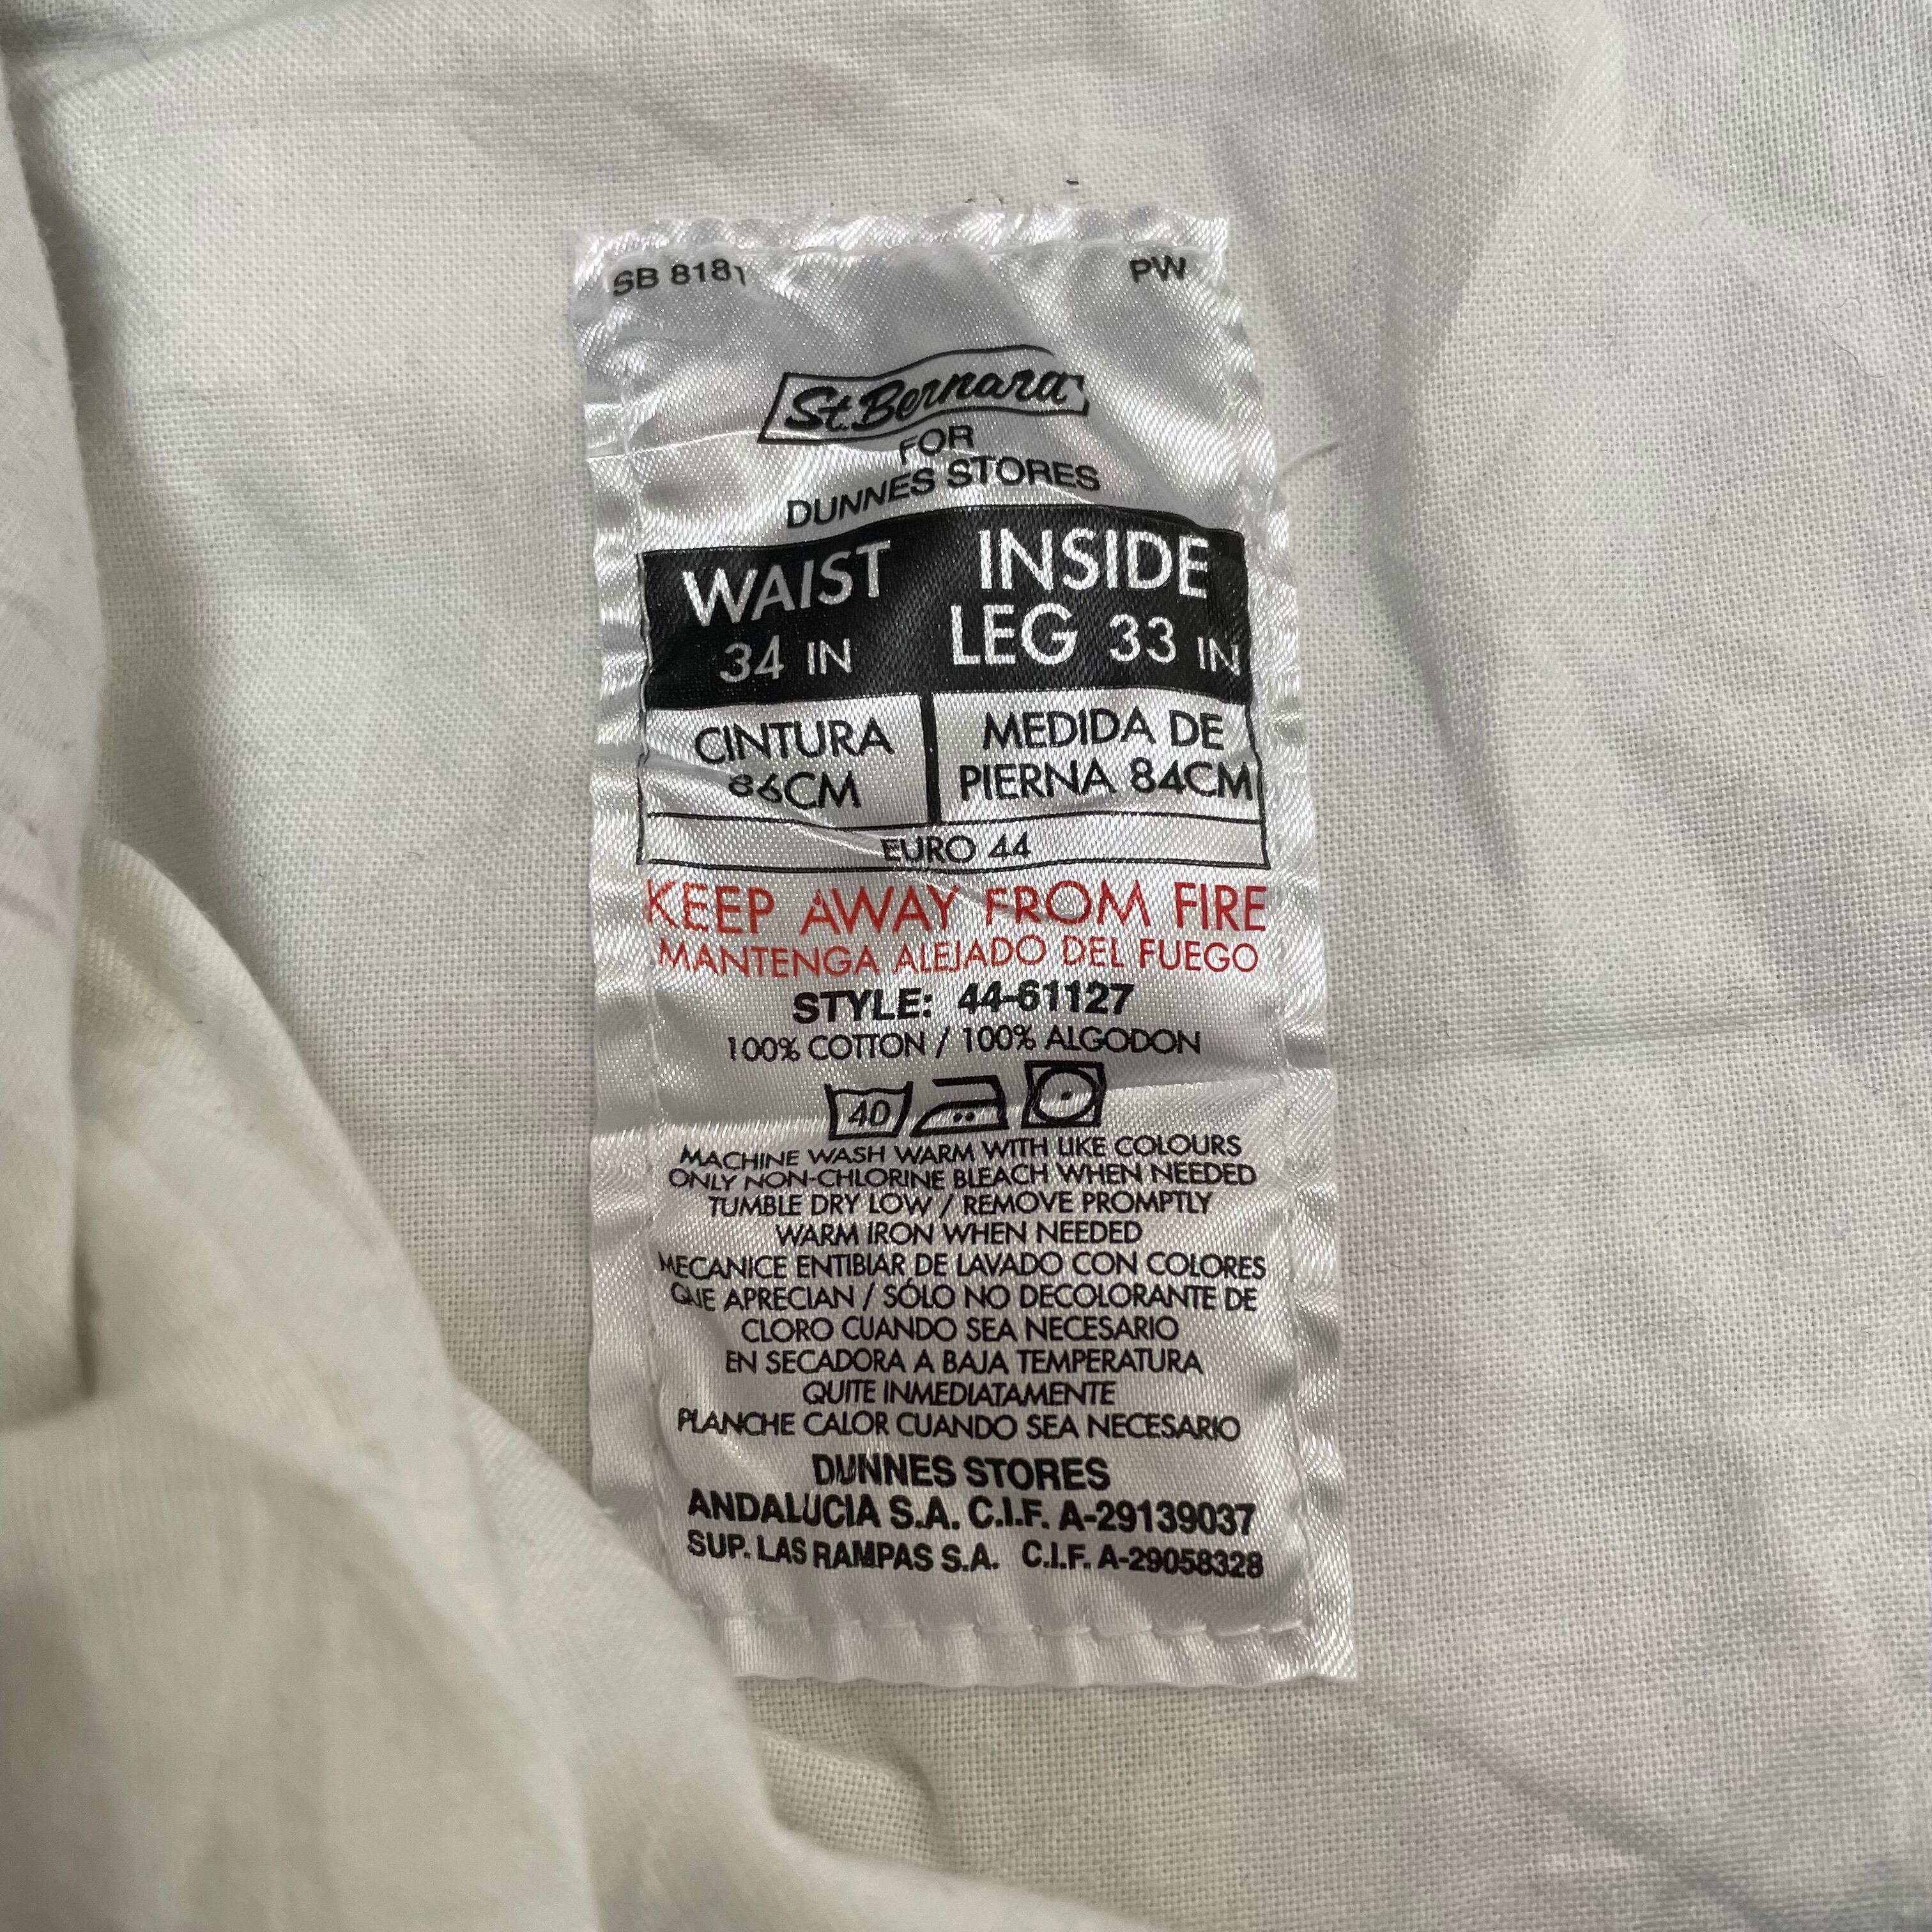 SB 8181 PW
St.Bernard
FOR
DUNNES STORES
WAIST INSIDE
34 IN LEG 33 IN
CINTURA MEDIDA DE
86CM PIERNA 84CM
EURO 44
KEEP AWAY FROM FIRE
MANTENGA ALEJADO DEL FUEGO
STYLE: 44-61127
100% COTTON / 100% ALGODON
40
MACHINE WASH WARM WITH LIKE COLOURS
ONLY NON-CHLORINE BLEACH WHEN NEEDED
TUMBLE DRY LOW / REMOVE PROMPTLY
WARM IRON WHEN NEEDED
MECANICE ENTIBIAR DE LAVADO CON COLORES
QUE APRECIAN / SÓLO NO DECOLORANTE DE
CLORO CUANDO SEA NECESARIO
EN SECADORA A BAJA TEMPERATURA
QUITE INMEDIATAMENTE
PLANCHE CALOR CUANDO SEA NECESARIO
DUNNES STORES
ANDALUCIA S.A. C.I.F. A-29139037
SUP. LAS RAMPAS S.A. C.I.F. A-29058328